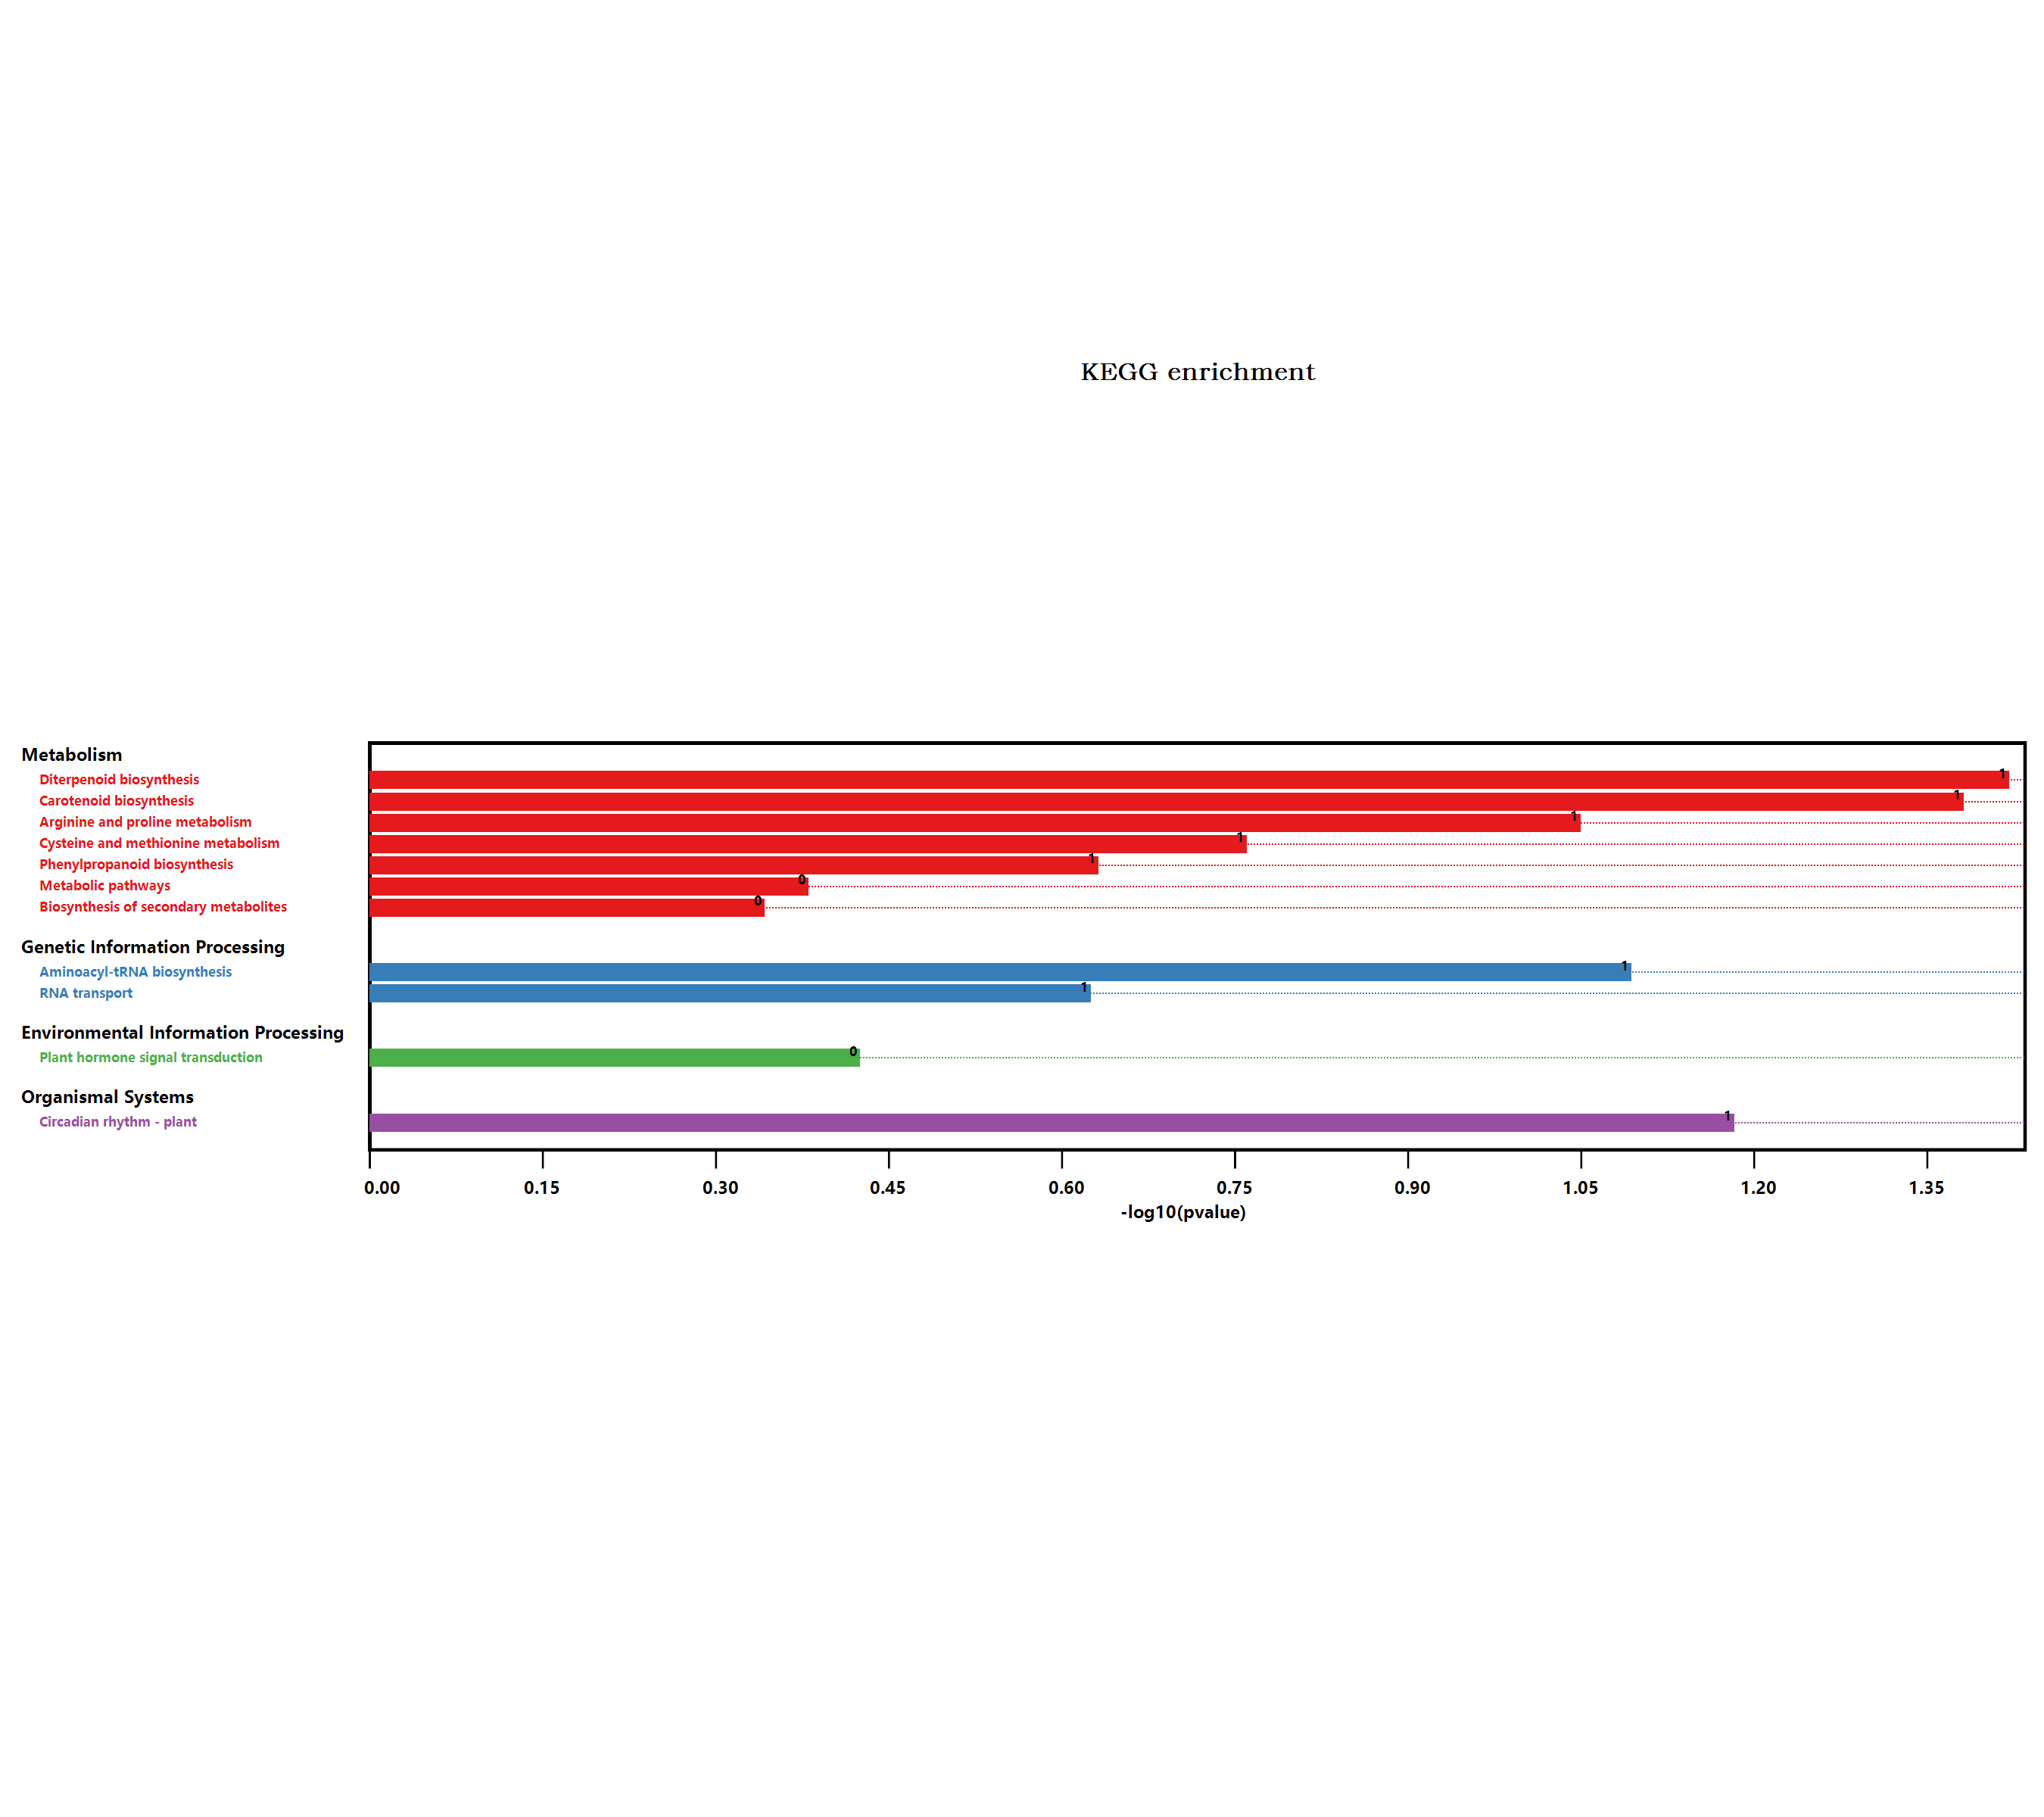 KEGG enrichment
Metabolism
Diterpenoid biosynthesis 1
Carotenoid biosynthesis 1
Arginine and proline metabolism 1
Cysteine and methionine metabolism 1
Phenylpropanoid biosynthesis 1
Metabolic pathways 0
Biosynthesis of secondary metabolites 0
Genetic Information Processing
Aminoacyl-tRNA biosynthesis 1
RNA transport 1
Environmental Information Processing
Plant hormone signal transduction 0
Organismal Systems
Circadian rhythm - plant 1
0.00 0.15 0.30 0.45 0.60 0.75 0.90 1.05 1.20 1.35
-log10(pvalue)